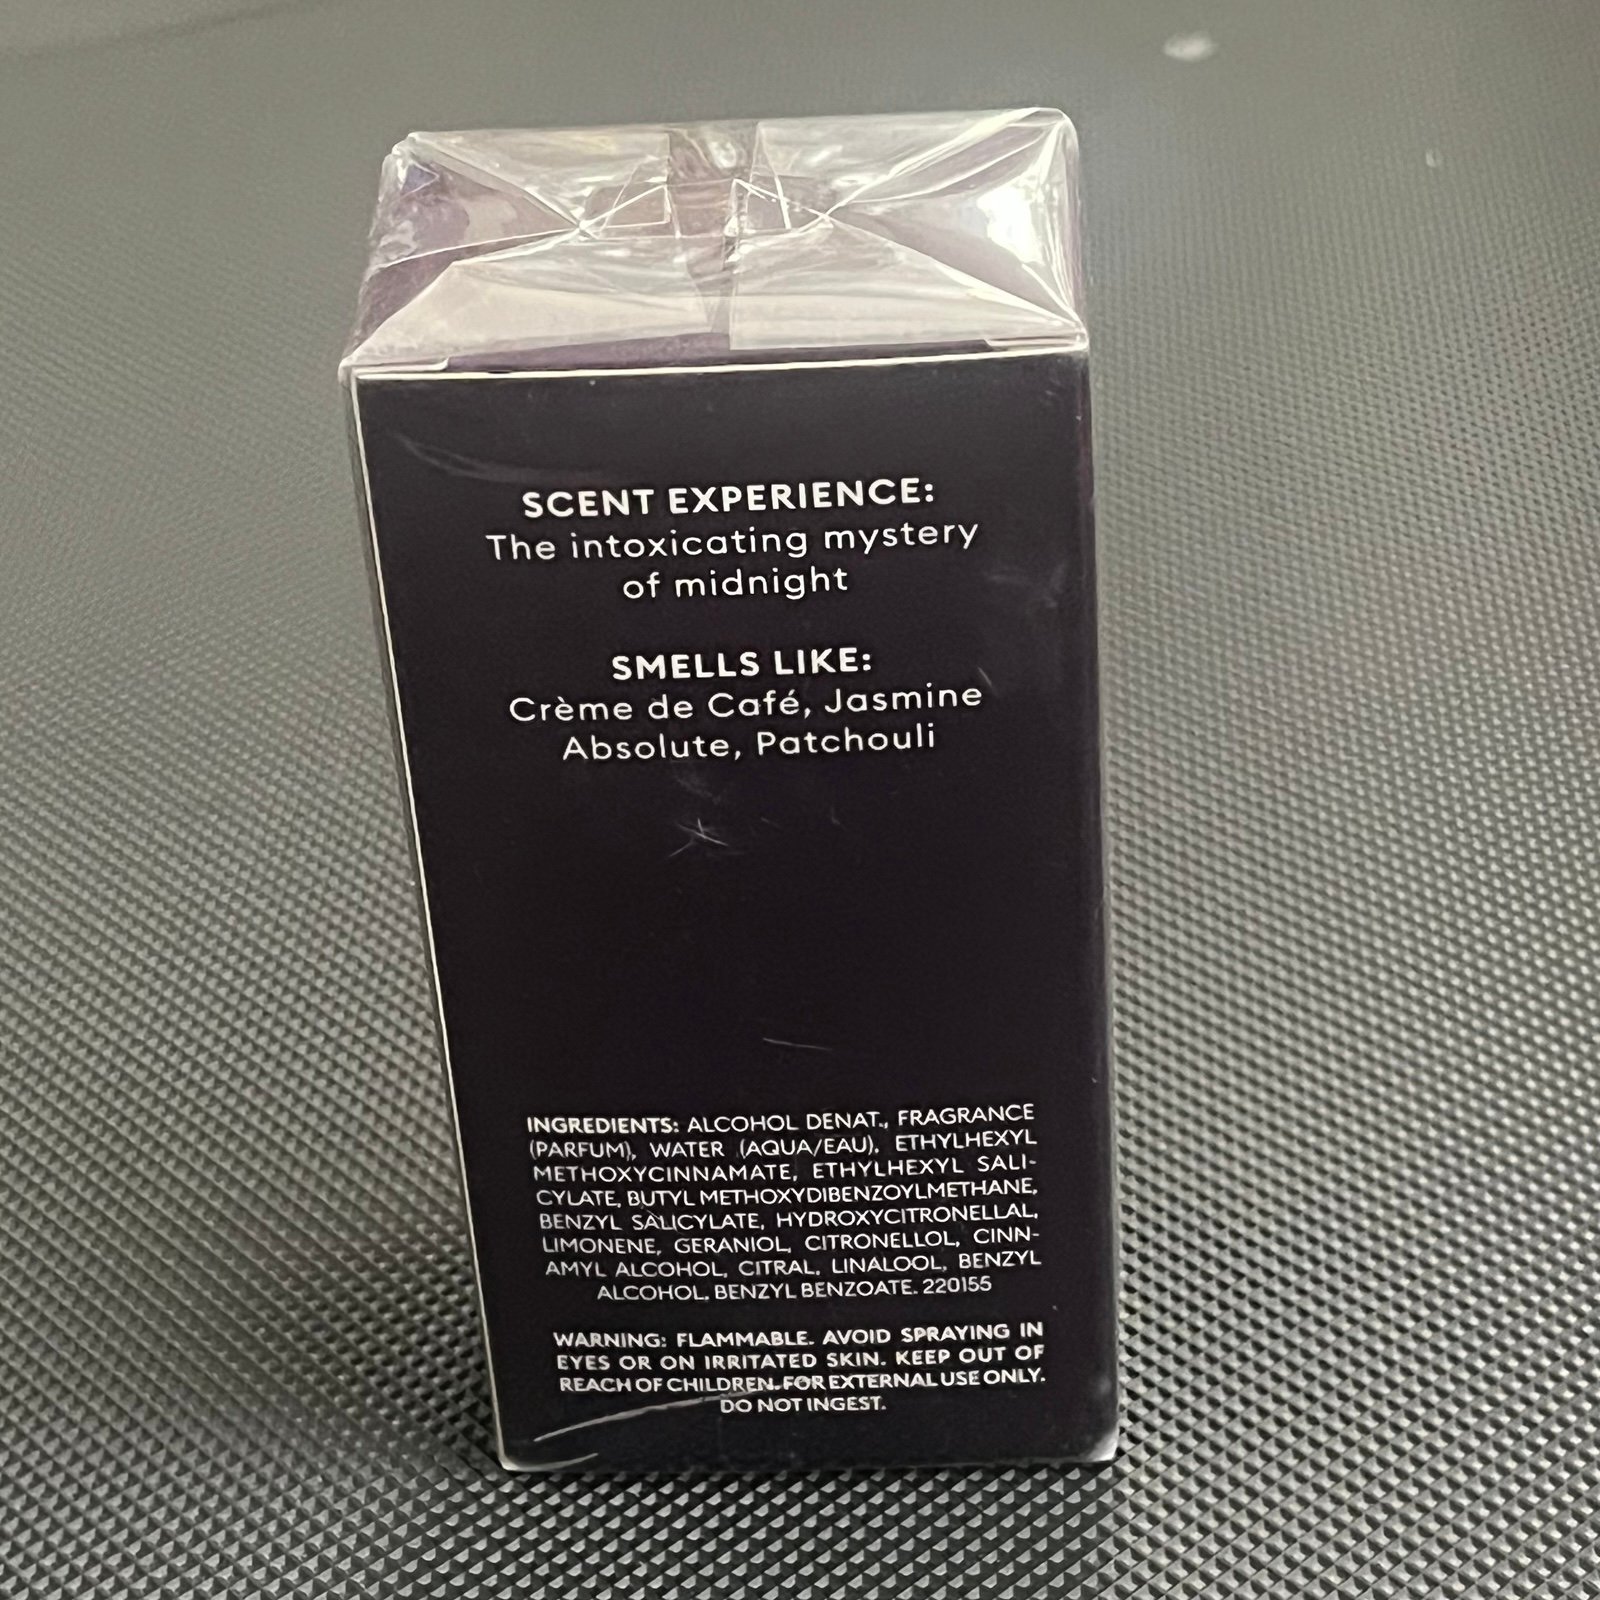 SCENT EXPERIENCE:
The intoxicating mystery
of midnight
SMELLS LIKE:
Crème de Café, Jasmine
Absolute, Patchouli
INGREDIENTS: ALCOHOL DENAT., FRAGRANCE
(PARFUM), WATER (AQUA/EAU), ETHYLHEXYL
METHOXYCINNAMATE, ETHYLHEXYL SALI-
CYLATE, BUTYL METHOXYDIBENZOYLMETHANE,
BENZYL SALICYLATE, HYDROXYCITRONELLAL,
LIMONENE, GERANIOL, CITRONELLOL, CINN-
AMYL ALCOHOL, CITRAL, LINALOOL, BENZYL
ALCOHOL, BENZYL BENZOATE. 220155
WARNING: FLAMMABLE. AVOID SPRAYING IN
EYES OR ON IRRITATED SKIN. KEEP OUT OF
REACH OF CHILDREN. FOR EXTERNAL USE ONLY.
DO NOT INGEST.